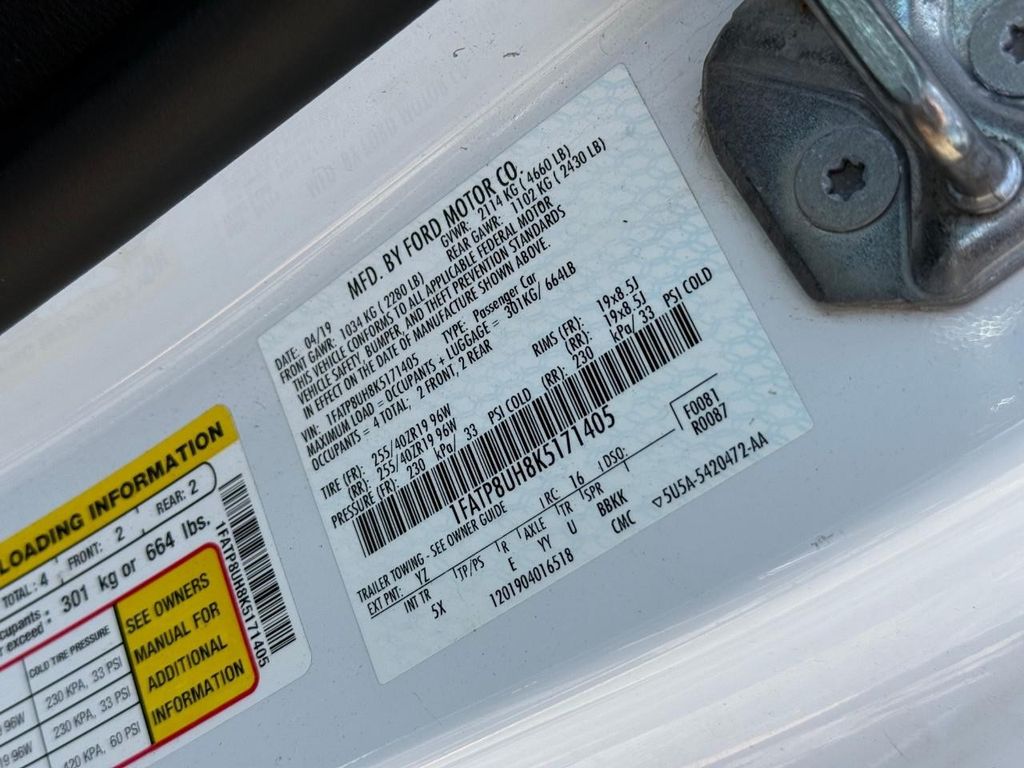 MFD. BY FORD MOTOR CO.
DATE: 04/19 GVWR: 2114 KG ( 4660 LB)
FRONT GAWR: 1034 KG ( 2280 LB) REAR GAWR: 1102 KG ( 2430 LB)
THIS VEHICLE CONFORMS TO ALL APPLICABLE FEDERAL MOTOR
VEHICLE SAFETY, BUMPER, AND THEFT PREVENTION STANDARDS
IN EFFECT ON THE DATE OF MANUFACTURE SHOWN ABOVE.
VIN: 1FATP8UH8K5171405 TYPE: Passenger Car
MAXIMUM LOAD = OCCUPANTS + LUGGAGE = 301KG/ 664LB
OCCUPANTS = 4 TOTAL; 2 FRONT, 2 REAR
TIRE (FR): 255/40ZR19 96W RIMS (FR): 19x8.5J
(RR): 255/40ZR19 96W (RR): 19x8.5J
PRESSURE (FR): 230 kPa/ 33 PSI COLD (RR): 230 kPa/ 33 PSI COLD
1FATP8UH8K5171405
TRAILER TOWING - SEE OWNER GUIDE
EXT PNT: YZ RC: 16 DSO: F0081
R0087
INT TR TP/PS R AXLE TR SPR
5X E YY U BBKK
1201904016518 CMC ▽5U5A-5420472-AA
LOADING INFORMATION
TOTAL: 4 FRONT: 2 REAR: 2
301 kg or 664 lbs.
COLD TIRE PRESSURE
96W 230 KPA, 33 PSI
19 96W 230 KPA, 33 PSI
420 KPA, 60 PSI
SEE OWNERS
MANUAL FOR
ADDITIONAL
INFORMATION
1FATP8UH8K5171405